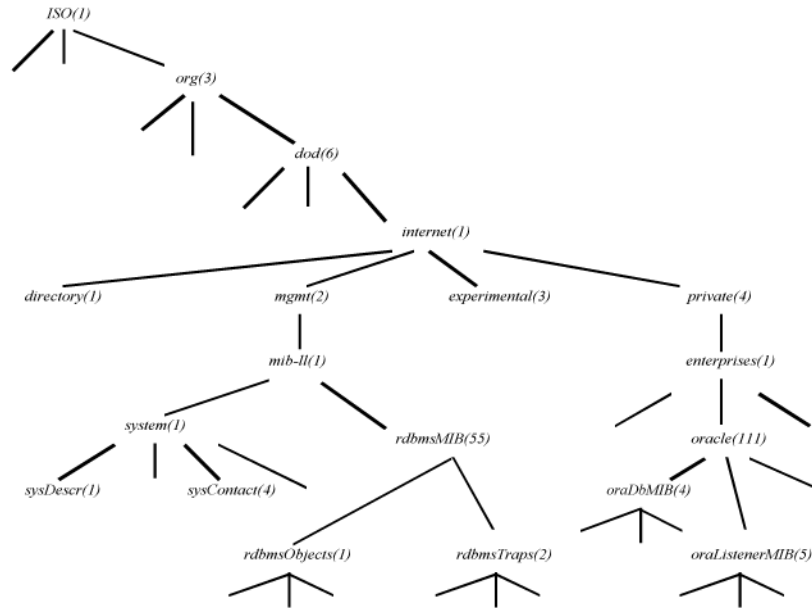 ISO(1)
org(3)
dod(6)
internet(1)
directory(1) mgmt(2) experimental(3) private(4)
mib-ll(1) enterprises(1)
system(1) rdbmsMIB(55) oracle(111)
sysDescr(1) sysContact(4) oraDbMIB(4)
rdbmsObjects(1) rdbmsTraps(2) oraListenerMIB(5)